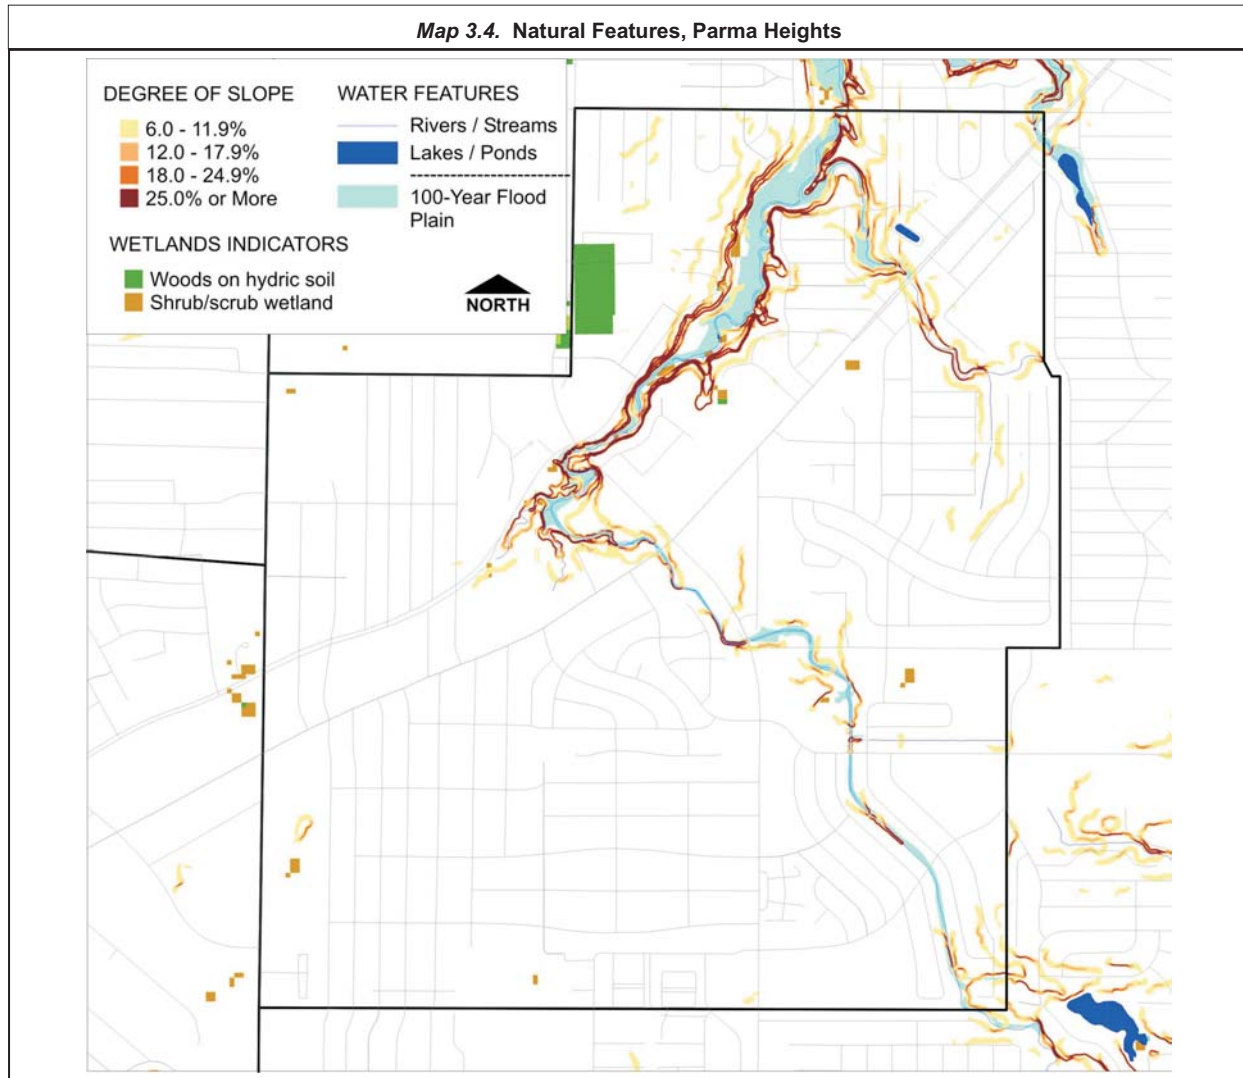 Map 3.4. Natural Features, Parma Heights
DEGREE OF SLOPE
6.0 - 11.9%
12.0 - 17.9%
18.0 - 24.9%
25.0% or More
WATER FEATURES
Rivers / Streams
Lakes / Ponds
100-Year Flood
Plain
WETLANDS INDICATORS
Woods on hydric soil
Shrub/scrub wetland
NORTH